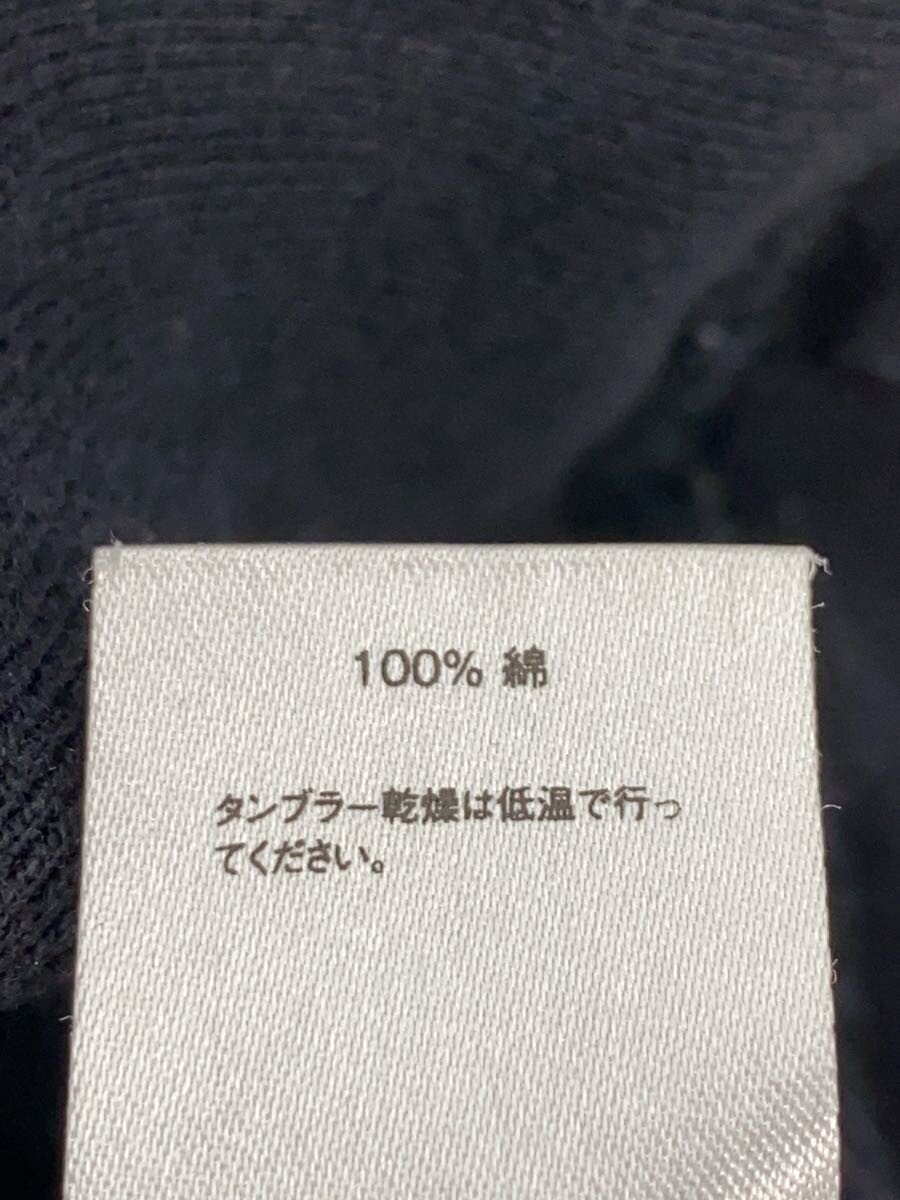 100% 綿
タンブラー乾燥は低温で行っ
てください。